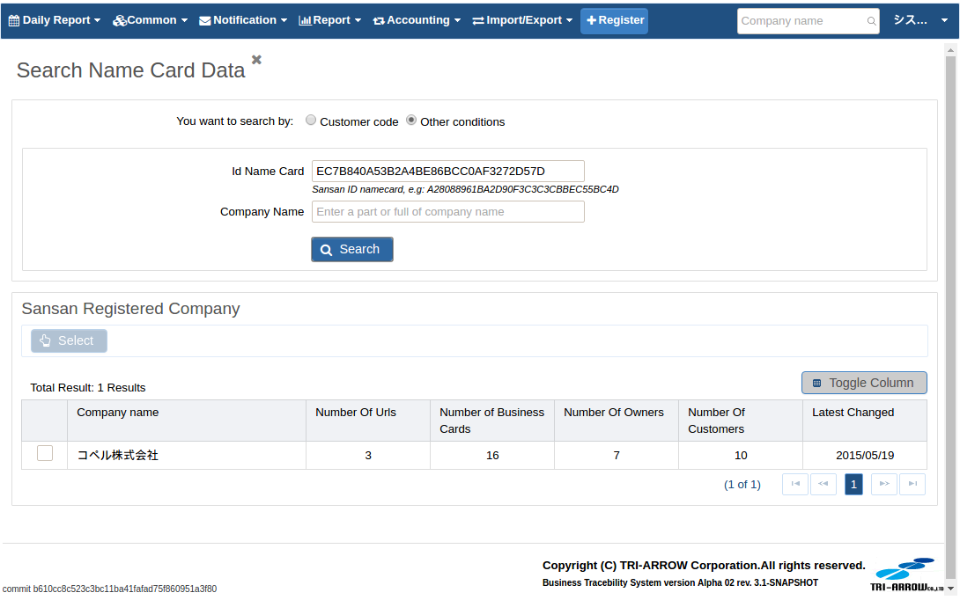 Daily Report Common Notification Report Accounting Import/Export Register Company name シス...
Search Name Card Data
You want to search by: Customer code Other conditions
Id Name Card EC7B840A53B2A4BE86BCC0AF3272D57D
Sansan ID namecard, e.g: A28088961BA2D90F3C3C3CBBEC55BC4D
Company Name Enter a part or full of company name
Search
Sansan Registered Company
Select
Total Result: 1 Results Toggle Column
Company name Number Of Urls Number of Business Cards Number Of Owners Number Of Customers Latest Changed
コペル株式会社 3 16 7 10 2015/05/19
(1 of 1) 1
Copyright (C) TRI-ARROW Corporation.All rights reserved.
Business Tracebility System version Alpha 02 rev. 3.1-SNAPSHOT
TRI-ARROW Co.,Ltd
commit b610cc8c523c3bc11ba41fafad75f860951a3f80